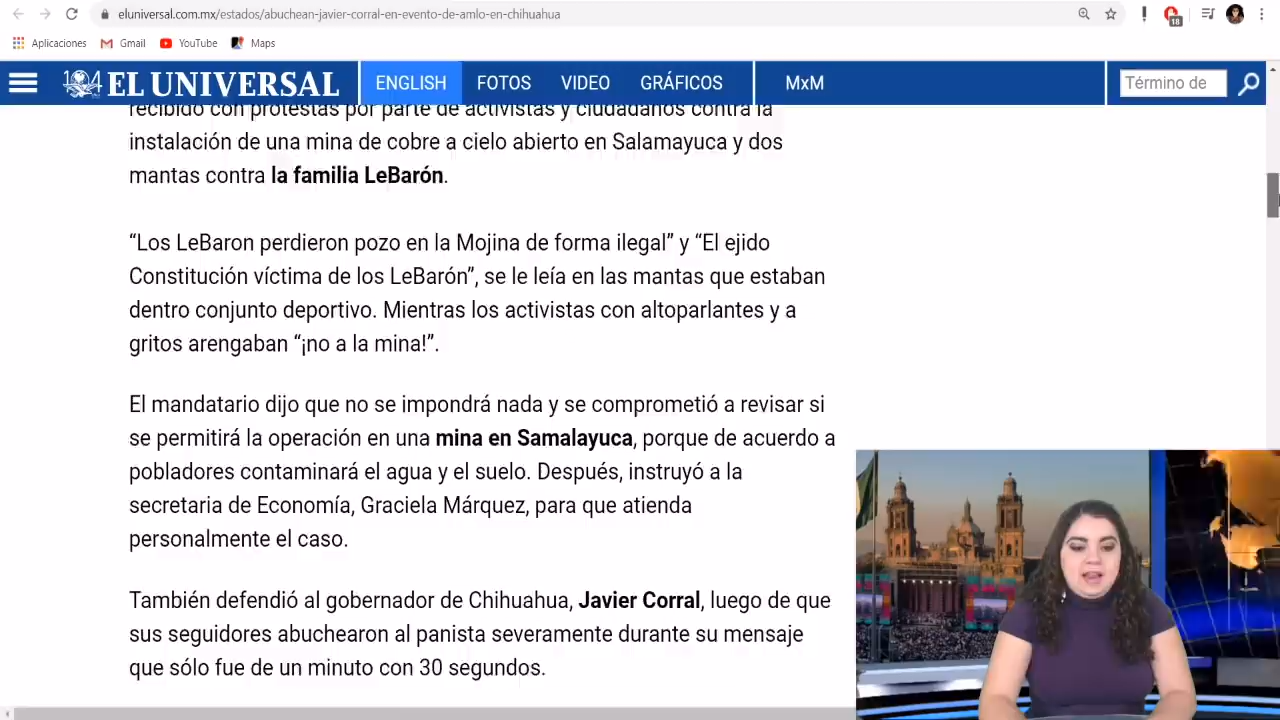 eluniversal.com.mx/estados/abuchean-javier-corral-en-evento-de-amlo-en-chihuahua
18
Aplicaciones Gmail YouTube Maps
104 EL UNIVERSAL ENGLISH FOTOS VIDEO GRÁFICOS MxM Término de
recibido con protestas por parte de activistas y ciudadanos contra la
instalación de una mina de cobre a cielo abierto en Salamayuca y dos
mantas contra la familia LeBarón.
“Los LeBaron perdieron pozo en la Mojina de forma ilegal” y “El ejido
Constitución víctima de los LeBarón”, se le leía en las mantas que estaban
dentro conjunto deportivo. Mientras los activistas con altoparlantes y a
gritos arengaban “¡no a la mina!”.
El mandatario dijo que no se impondrá nada y se comprometió a revisar si
se permitirá la operación en una mina en Samalayuca, porque de acuerdo a
pobladores contaminará el agua y el suelo. Después, instruyó a la
secretaria de Economía, Graciela Márquez, para que atienda
personalmente el caso.
También defendió al gobernador de Chihuahua, Javier Corral, luego de que
sus seguidores abuchearon al panista severamente durante su mensaje
que sólo fue de un minuto con 30 segundos.